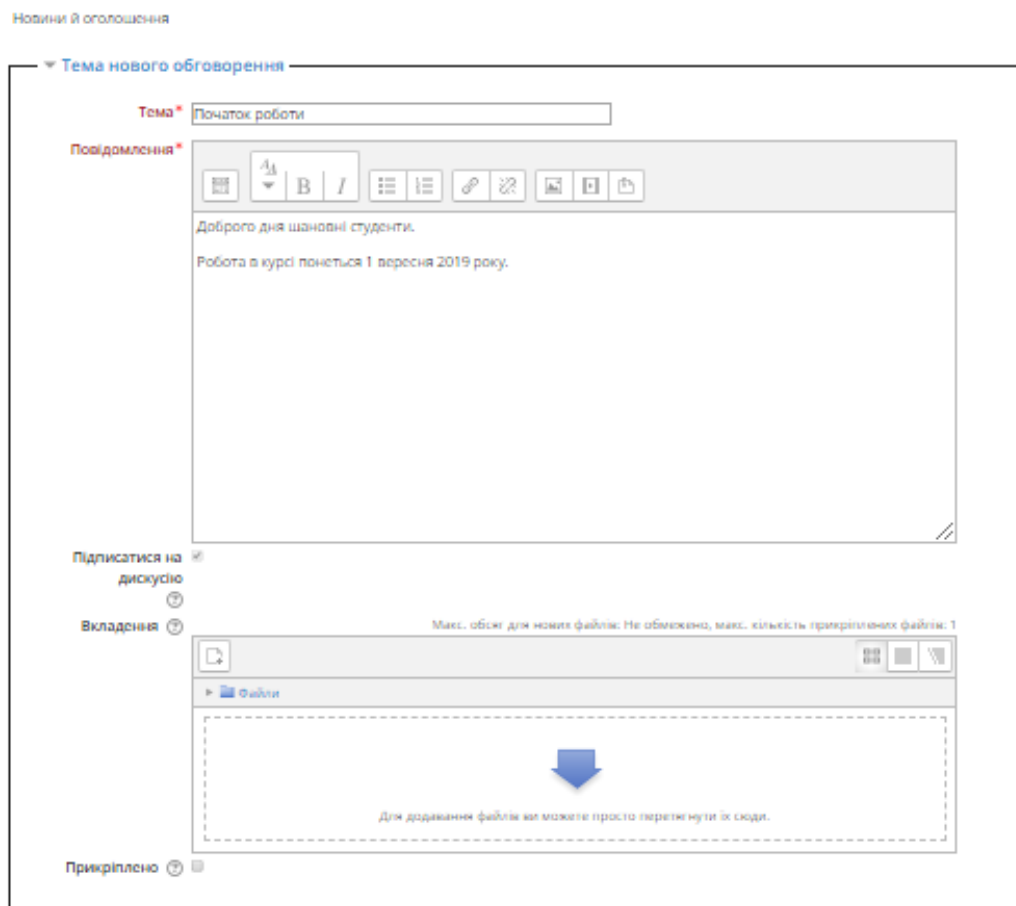 Новини й оголошення
Тема нового обговорення
Тема*
Початок роботи
Повідомлення*
Доброго дня шановні студенти.
Робота в курсі понеться 1 вересня 2019 року.
Підписатися на
дискусію
Вкладення
Макс. обсяг для нових файлів: Не обмежено, макс. кількість прикріплених файлів: 1
Файли
Для додавання файлів ви можете просто перетягнути їх сюди.
Прикріплено